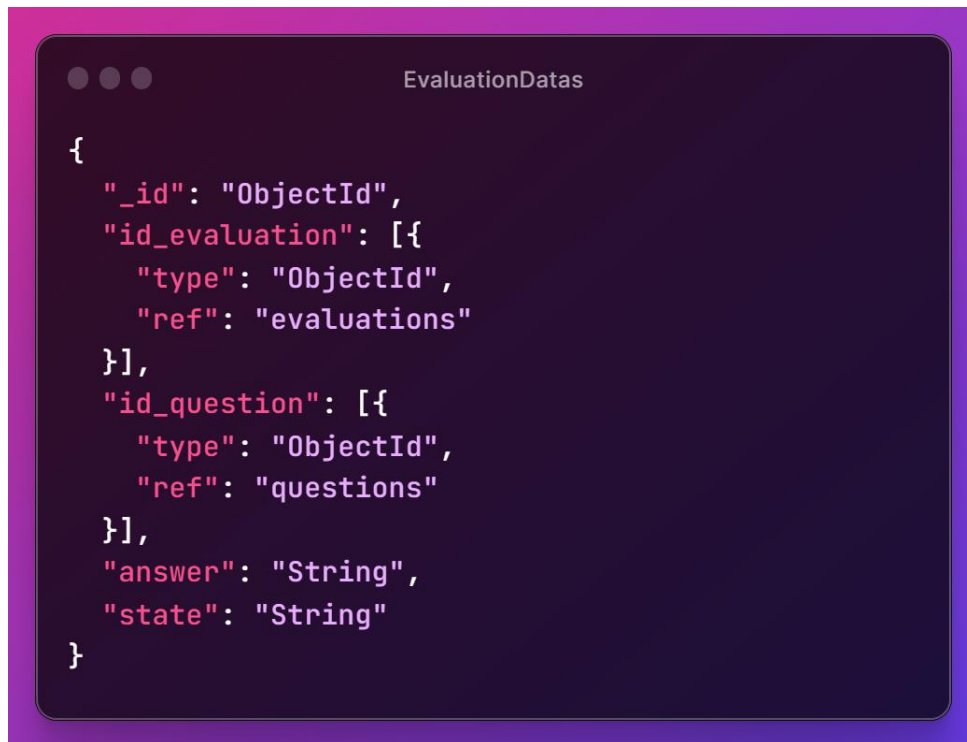 EvaluationDatas
{
  "_id": "ObjectId",
  "id_evaluation": [{
    "type": "ObjectId",
    "ref": "evaluations"
  }],
  "id_question": [{
    "type": "ObjectId",
    "ref": "questions"
  }],
  "answer": "String",
  "state": "String"
}